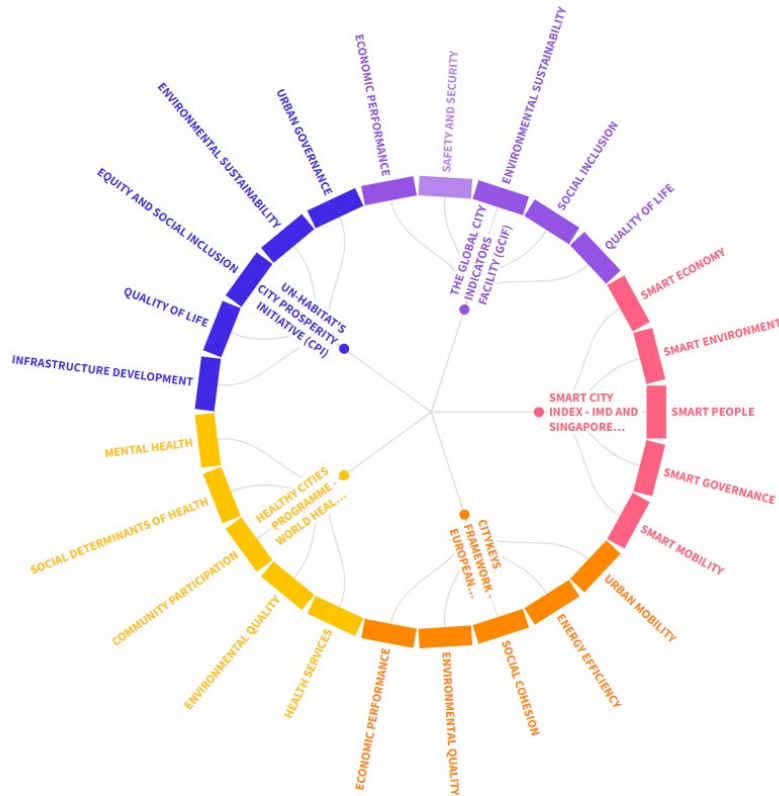 ECONOMIC PERFORMANCE
SAFETY AND SECURITY
ENVIRONMENTAL SUSTAINABILITY
SOCIAL INCLUSION
QUALITY OF LIFE
THE GLOBAL CITY
INDICATORS
FACILITY (GCIF)
SMART ECONOMY
SMART ENVIRONMENT
SMART PEOPLE
SMART GOVERNANCE
SMART MOBILITY
SMART CITY
INDEX - IMD AND
SINGAPORE...
URBAN MOBILITY
ENERGY EFFICIENCY
SOCIAL COHESION
ENVIRONMENTAL QUALITY
ECONOMIC PERFORMANCE
CITYKEYS
FRAMEWORK -
EUROPEAN...
HEALTH SERVICES
ENVIRONMENTAL QUALITY
COMMUNITY PARTICIPATION
SOCIAL DETERMINANTS OF HEALTH
MENTAL HEALTH
HEALTHY CITIES
PROGRAMME -
WORLD HEAL...
INFRASTRUCTURE DEVELOPMENT
QUALITY OF LIFE
EQUITY AND SOCIAL INCLUSION
ENVIRONMENTAL SUSTAINABILITY
URBAN GOVERNANCE
UN-HABITAT'S
CITY PROSPERITY
INITIATIVE (CPI)